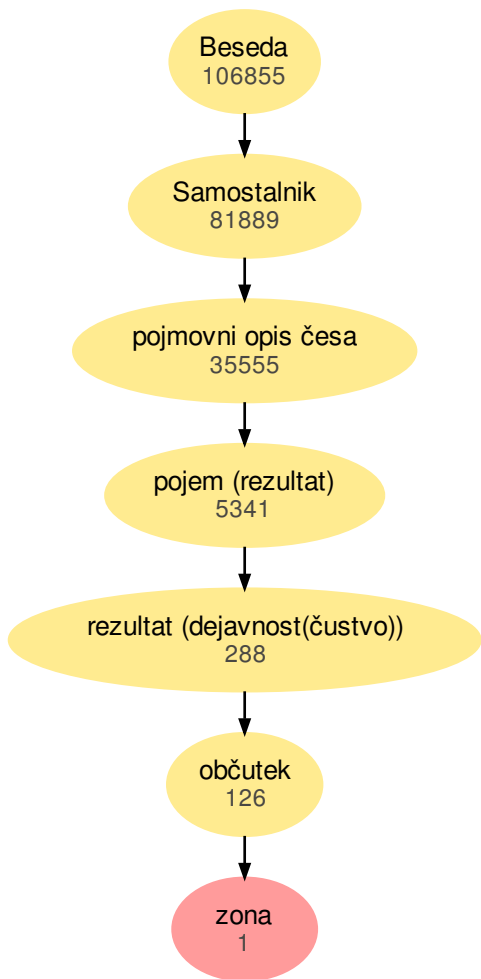 Beseda
106855
Samostalnik
81889
pojmovni opis česa
35555
pojem (rezultat)
5341
rezultat (dejavnost(čustvo))
288
občutek
126
zona
1